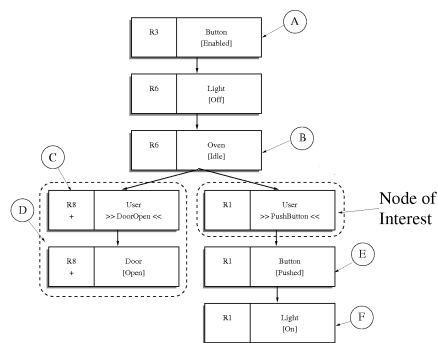 R3 Button
[Enabled]
A
R6 Light
[Off]
R6 Oven
[Idle]
B
C
D
R8 User
+ >> DoorOpen <<
R1 User
>> PushButton <<
Node of
Interest
R8 Door
+ [Open]
R1 Button
[Pushed]
E
R1 Light
[On]
F